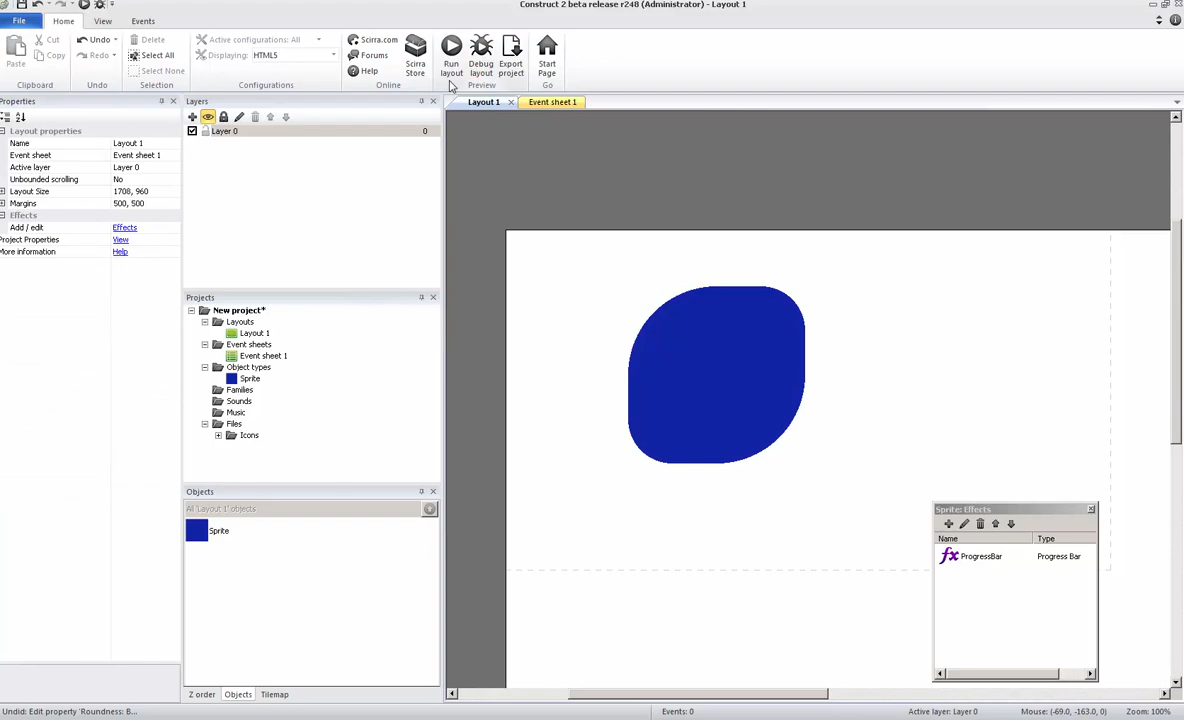 Construct 2 beta release r248 (Administrator) - Layout 1
File Home View Events
Paste Cut Copy Clipboard
Undo Redo Undo
Delete Select All Select None Selection
Active configurations: All
Displaying: HTML5
Configurations
Scirra.com Forums Help Scirra Store Online
Run layout Debug layout Export project Preview
Start Page Go
Properties
Layout properties
Name Layout 1
Event sheet Event sheet 1
Active layer Layer 0
Unbounded scrolling No
Layout Size 1708, 960
Margins 500, 500
Effects
Add / edit Effects
Project Properties View
More information Help
Layers
Layer 0 0
Projects
New project*
Layouts
Layout 1
Event sheets
Event sheet 1
Object types
Sprite
Families
Sounds
Music
Files
Icons
Objects
All 'Layout 1' objects
Sprite
Z order Objects Tilemap
Layout 1 Event sheet 1
Sprite: Effects
Name Type
fx ProgressBar Progress Bar
Undid: Edit property 'Roundness: B... Events: 0 Active layer: Layer 0 Mouse: (-69.0, -163.0, 0) Zoom: 100%